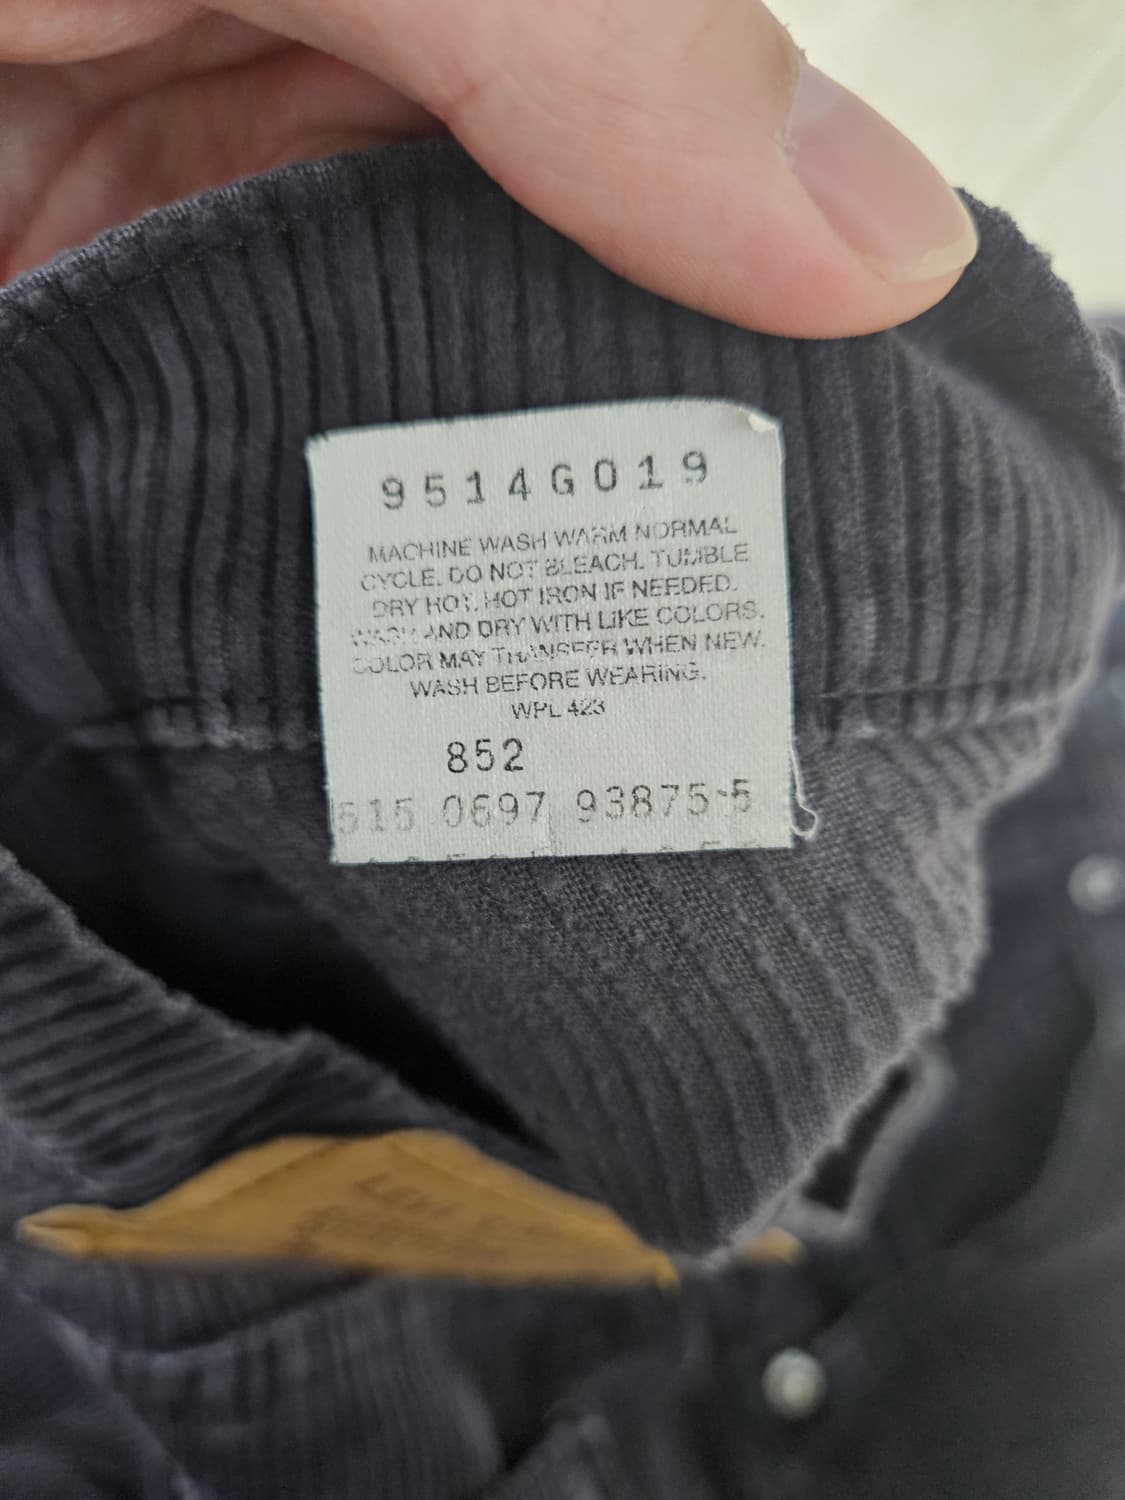 9514G019
MACHINE WASH WARM NORMAL
CYCLE. DO NOT BLEACH. TUMBLE
DRY HOT. HOT IRON IF NEEDED.
WASH AND DRY WITH LIKE COLORS.
COLOR MAY TRANSFER WHEN NEW.
WASH BEFORE WEARING.
WPL 423
852
515 0697 93875-5